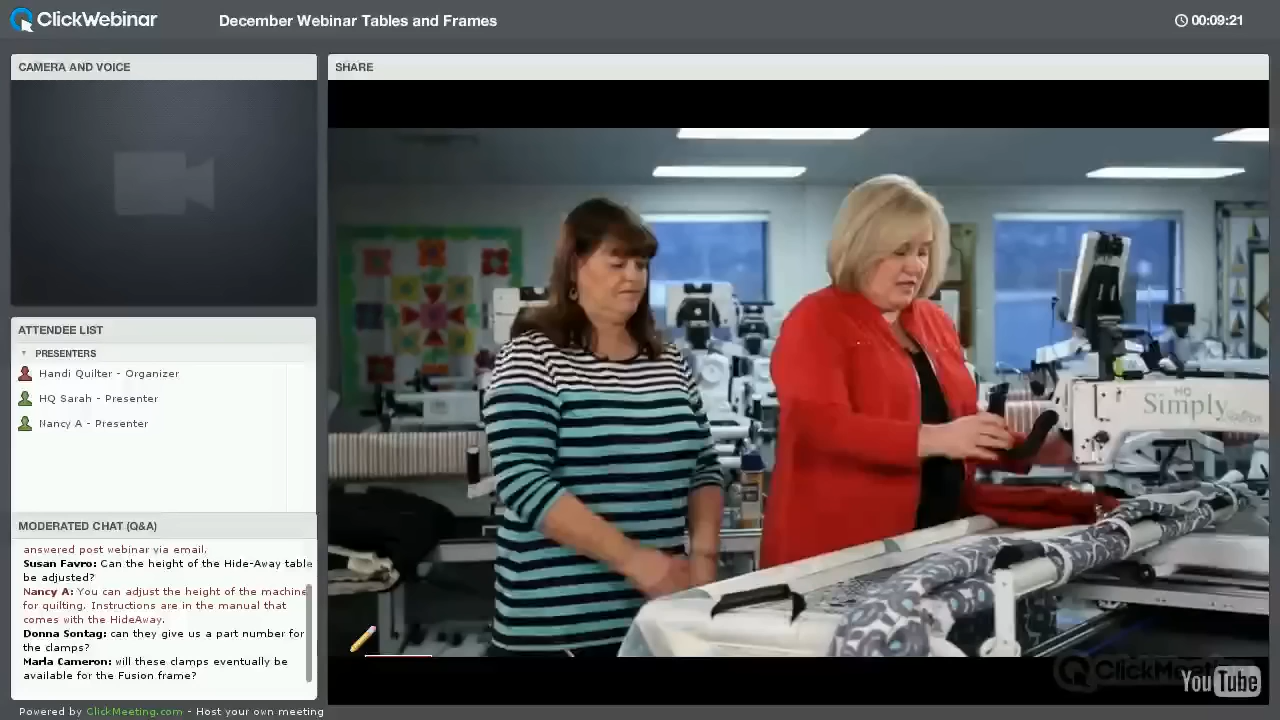 ClickWebinar
December Webinar Tables and Frames
00:09:21
CAMERA AND VOICE
SHARE
ATTENDEE LIST
PRESENTERS
Handi Quilter - Organizer
HQ Sarah - Presenter
Nancy A - Presenter
MODERATED CHAT (Q&A)
answered post webinar via email.
Susan Favro: Can the height of the Hide-Away table
be adjusted?
Nancy A: You can adjust the height of the machine
for quilting. Instructions are in the manual that
comes with the HideAway.
Donna Sontag: can they give us a part number for
the clamps?
Marla Cameron: will these clamps eventually be
available for the Fusion frame?
HQ
Simply
ClickMeeting
YouTube
Powered by ClickMeeting.com - Host your own meeting